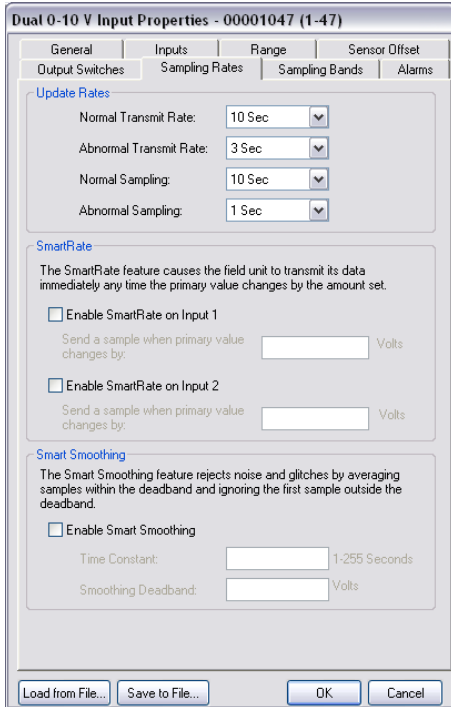 Dual 0-10 V Input Properties - 00001047 (1-47)
General Inputs Range Sensor Offset
Output Switches Sampling Rates Sampling Bands Alarms
Update Rates
Normal Transmit Rate: 10 Sec
Abnormal Transmit Rate: 3 Sec
Normal Sampling: 10 Sec
Abnormal Sampling: 1 Sec
SmartRate
The SmartRate feature causes the field unit to transmit its data
immediately any time the primary value changes by the amount set.
Enable SmartRate on Input 1
Send a sample when primary value
changes by: Volts
Enable SmartRate on Input 2
Send a sample when primary value
changes by: Volts
Smart Smoothing
The Smart Smoothing feature rejects noise and glitches by averaging
samples within the deadband and ignoring the first sample outside the
deadband.
Enable Smart Smoothing
Time Constant: 1-255 Seconds
Smoothing Deadband: Volts
Load from File... Save to File... OK Cancel